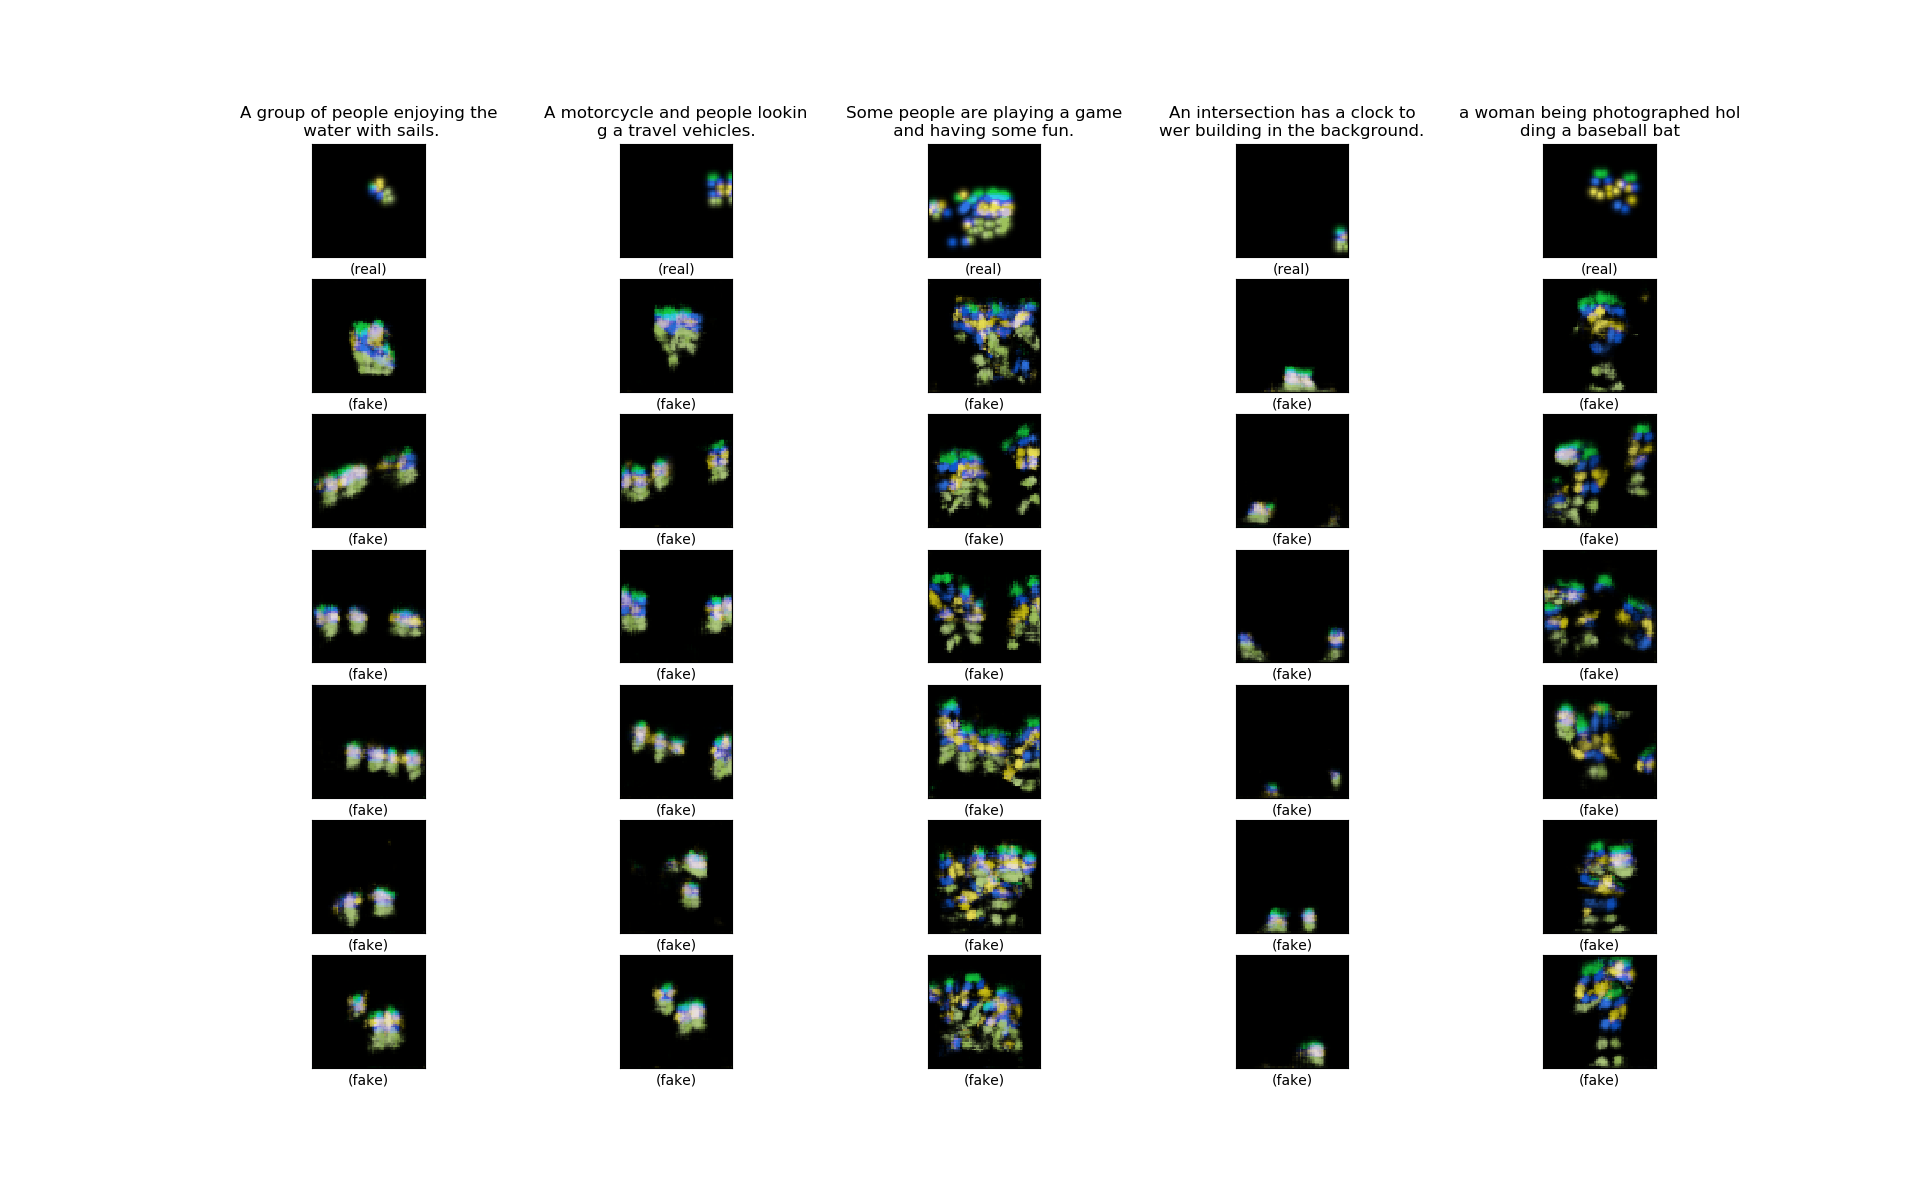 A group of people enjoying the
water with sails.
A motorcycle and people lookin
g a travel vehicles.
Some people are playing a game
and having some fun.
An intersection has a clock to
wer building in the background.
a woman being photographed hol
ding a baseball bat
(real) (real) (real) (real) (real)
(fake) (fake) (fake) (fake) (fake)
(fake) (fake) (fake) (fake) (fake)
(fake) (fake) (fake) (fake) (fake)
(fake) (fake) (fake) (fake) (fake)
(fake) (fake) (fake) (fake) (fake)
(fake) (fake) (fake) (fake) (fake)